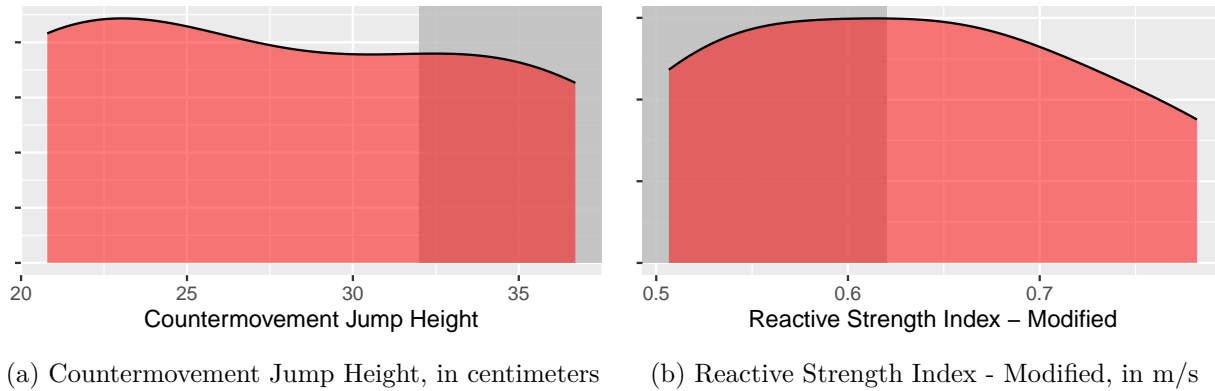 20 25 30 35
Countermovement Jump Height
(a) Countermovement Jump Height, in centimeters
0.5 0.6 0.7
Reactive Strength Index − Modified
(b) Reactive Strength Index - Modified, in m/s